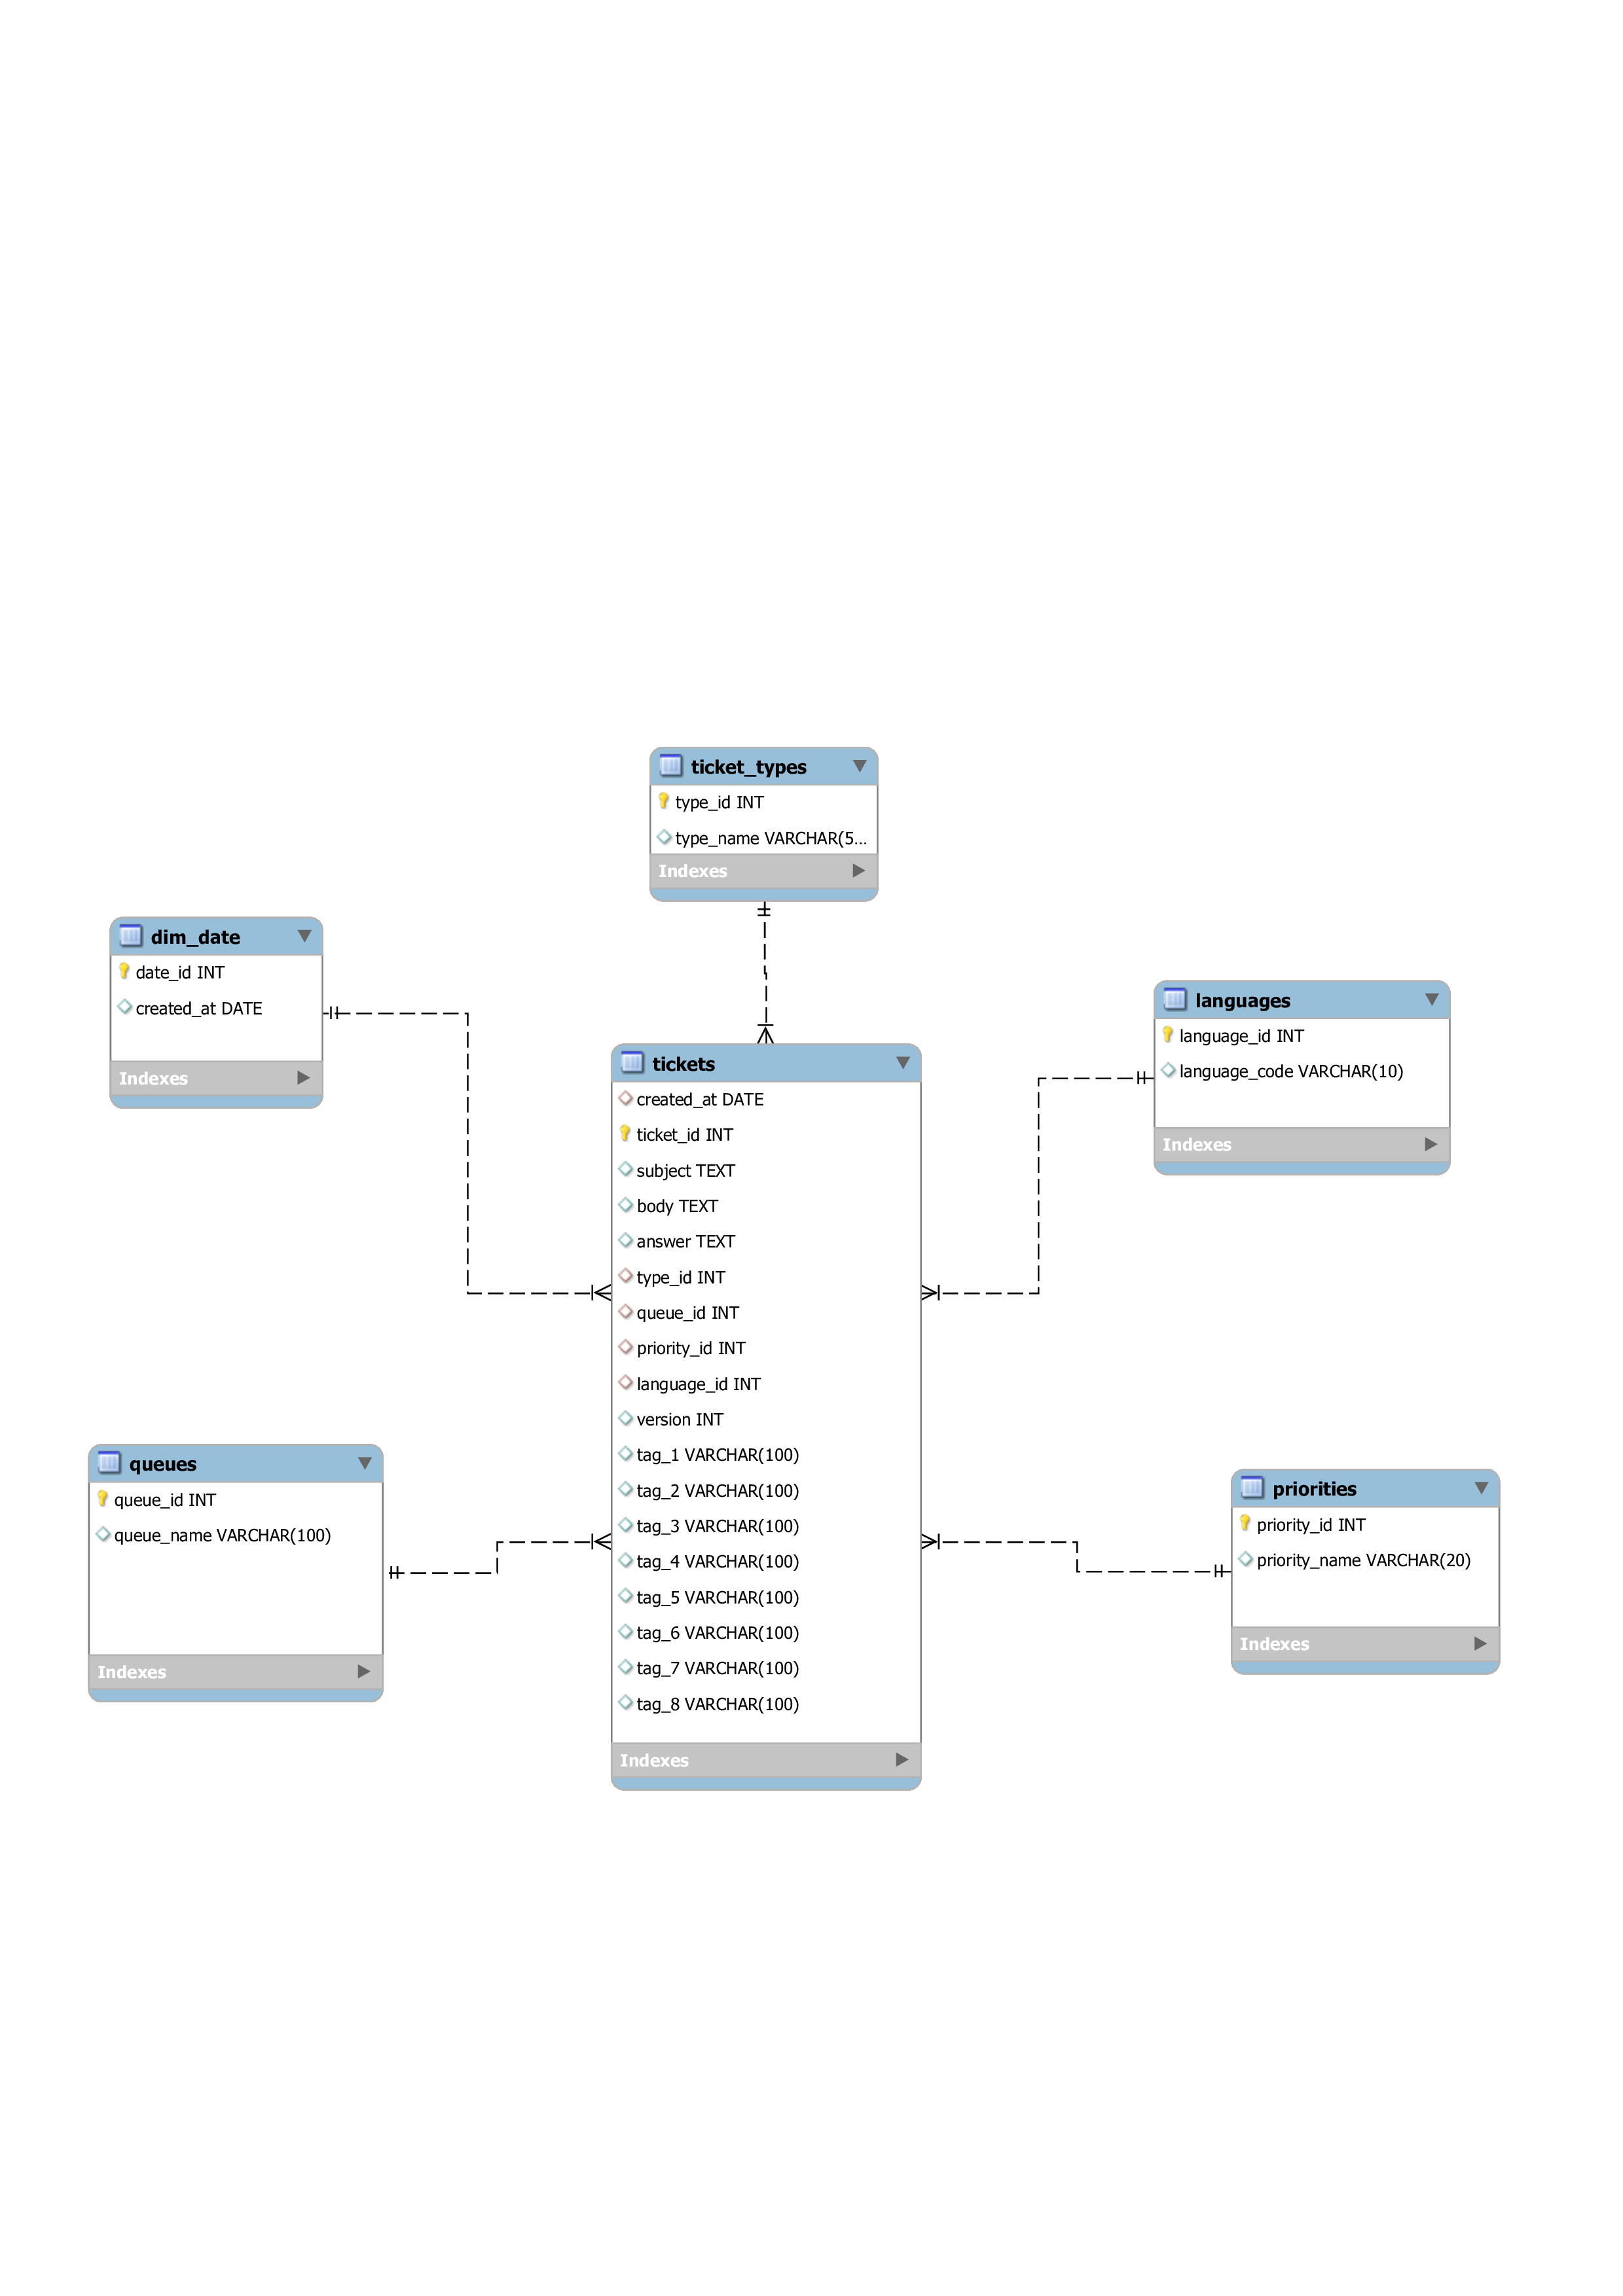 ticket_types
type_id INT
type_name VARCHAR(5...
Indexes
dim_date
date_id INT
created_at DATE
Indexes
languages
language_id INT
language_code VARCHAR(10)
Indexes
tickets
created_at DATE
ticket_id INT
subject TEXT
body TEXT
answer TEXT
type_id INT
queue_id INT
priority_id INT
language_id INT
version INT
tag_1 VARCHAR(100)
tag_2 VARCHAR(100)
tag_3 VARCHAR(100)
tag_4 VARCHAR(100)
tag_5 VARCHAR(100)
tag_6 VARCHAR(100)
tag_7 VARCHAR(100)
tag_8 VARCHAR(100)
Indexes
queues
queue_id INT
queue_name VARCHAR(100)
Indexes
priorities
priority_id INT
priority_name VARCHAR(20)
Indexes